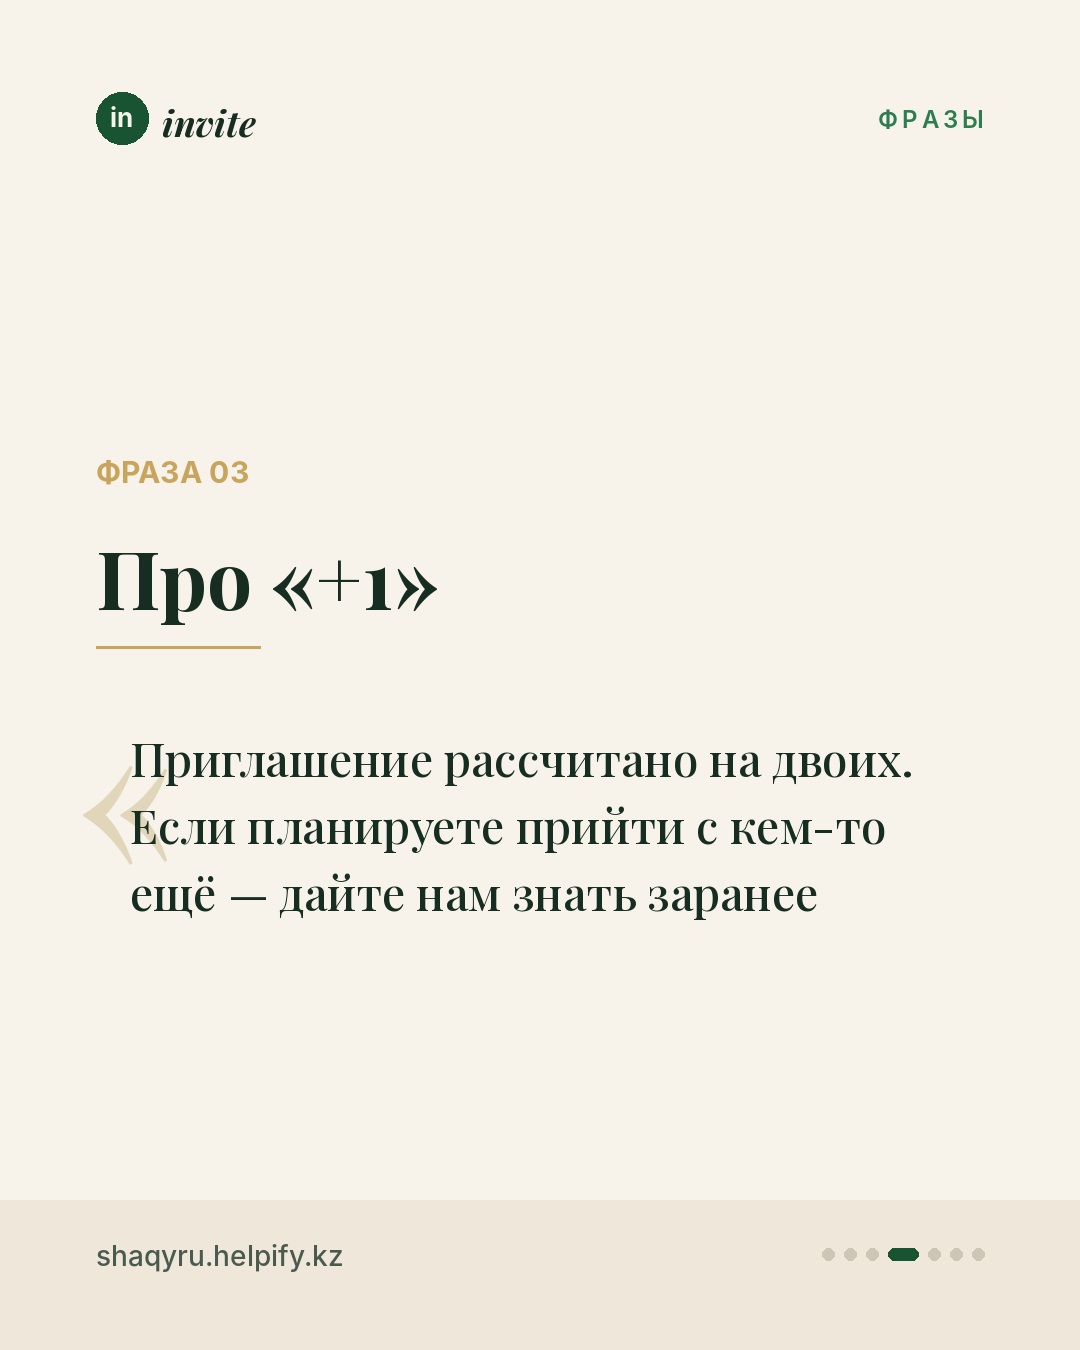 in invite
ФРАЗЫ
ФРАЗА 03
Про «+1»
«
Приглашение рассчитано на двоих.
Если планируете прийти с кем-то
ещё — дайте нам знать заранее
shaqyru.helpify.kz